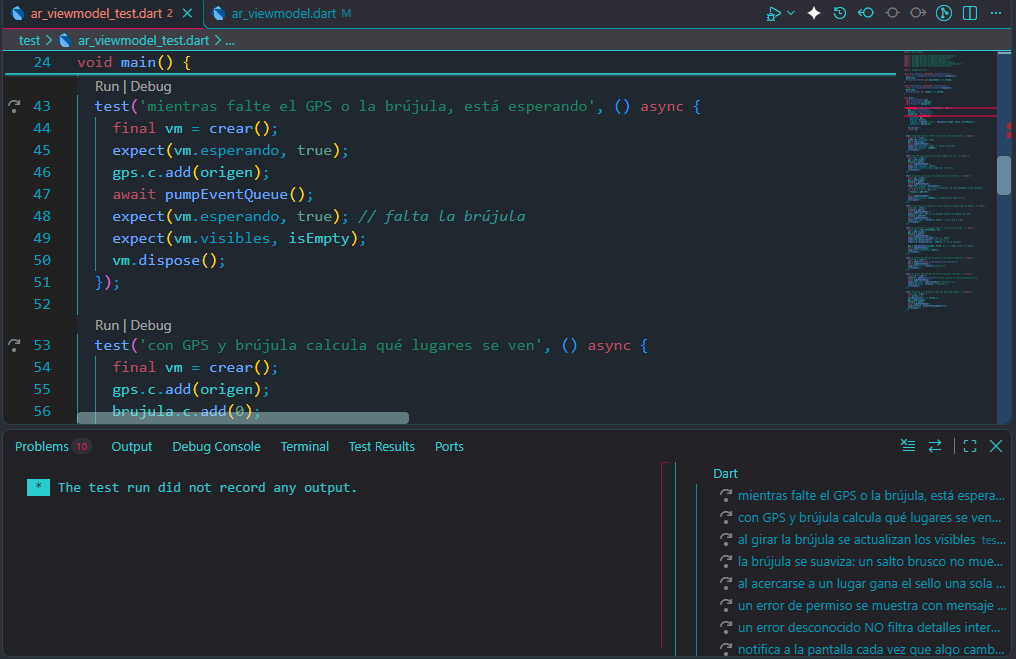 ar_viewmodel_test.dart 2
ar_viewmodel.dart M
test > ar_viewmodel_test.dart > ...
24 void main() {
Run | Debug
43 test('mientras falte el GPS o la brújula, está esperando', () async {
44 final vm = crear();
45 expect(vm.esperando, true);
46 gps.c.add(origen);
47 await pumpEventQueue();
48 expect(vm.esperando, true); // falta la brújula
49 expect(vm.visibles, isEmpty);
50 vm.dispose();
51 });
52
Run | Debug
53 test('con GPS y brújula calcula qué lugares se ven', () async {
54 final vm = crear();
55 gps.c.add(origen);
56 brujula.c.add(0);
Problems 10 Output Debug Console Terminal Test Results Ports
* The test run did not record any output.
Dart
mientras falte el GPS o la brújula, está espera...
con GPS y brújula calcula qué lugares se ven...
al girar la brújula se actualizan los visibles tes...
la brújula se suaviza: un salto brusco no mue...
al acercarse a un lugar gana el sello una sola ...
un error de permiso se muestra con mensaje ...
un error desconocido NO filtra detalles inter...
notifica a la pantalla cada vez que algo camb...